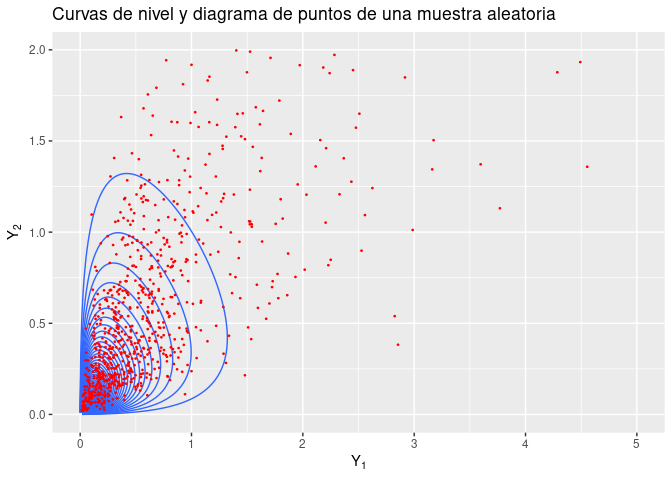 Curvas de nivel y diagrama de puntos de una muestra aleatoria
2.0
1.5
1.0
0.5
0.0
Y₂
0 1 2 3 4 5
Y₁